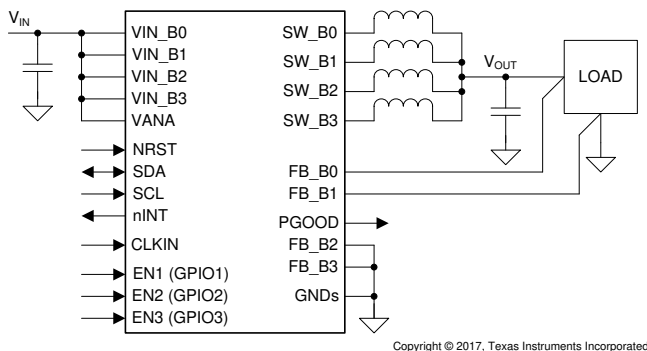 VIN
VIN_B0
VIN_B1
VIN_B2
VIN_B3
VANA
NRST
SDA
SCL
nINT
CLKIN
EN1 (GPIO1)
EN2 (GPIO2)
EN3 (GPIO3)
SW_B0
SW_B1
SW_B2
SW_B3
FB_B0
FB_B1
PGOOD
FB_B2
FB_B3
GNDs
VOUT
LOAD
Copyright © 2017, Texas Instruments Incorporated